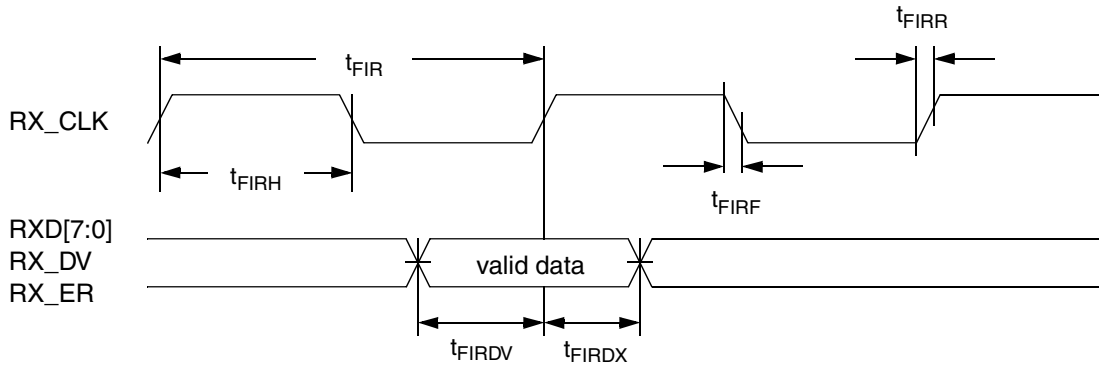 tFIRR
tFIR
RX_CLK
tFIRH
tFIRF
RXD[7:0]
RX_DV
valid data
RX_ER
tFIRDV
tFIRDX